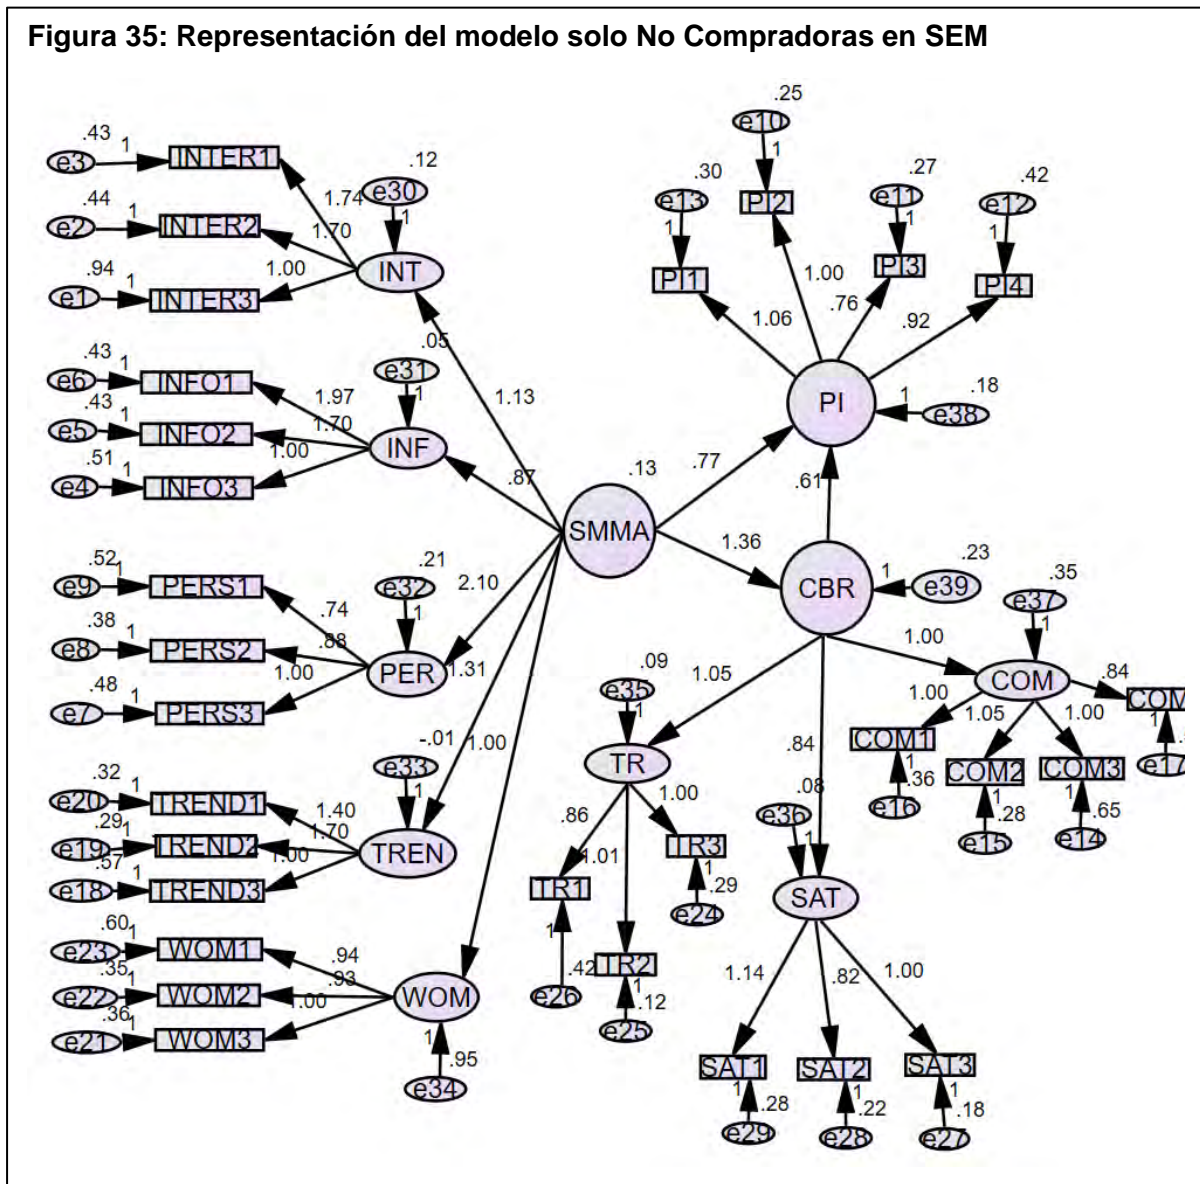 Figura 35: Representación del modelo solo No Compradoras en SEM
.43
e3
1
INTER1
.44
e2
1
INTER2
.94
e1
1
INTER3
1.74
1.70
1.00
.12
e30
1
INT
.43
e6
1
INFO1
.43
e5
1
INFO2
.51
e4
1
INFO3
1.97
1.70
1.00
.05
e31
1
INF
.52
e9
1
PERS1
.38
e8
1
PERS2
.48
e7
1
PERS3
.74
.88
1.00
.21
e32
1
PER
.32
e20
1
TREND1
.29
e19
1
TREND2
.57
e18
1
TREND3
1.40
1.70
1.00
-.01
e33
1
TREN
.60
e23
1
WOM1
.35
e22
1
WOM2
.36
e21
1
WOM3
.94
.93
1.00
WOM
1
.95
e34
1.13
.87
2.10
1.31
1.00
.13
SMMA
.77
1.36
.25
e10
1
PI2
.30
e13
1
PI1
.27
e11
1
PI3
.42
e12
1
PI4
1.06
1.00
.76
.92
PI
1
.18
e38
.61
CBR
1
.23
e39
1.05
.84
1.00
.35
e37
1
COM
1.00
1.05
1.00
.84
COM1
1
.36
e16
COM2
1
.28
e15
COM3
1
.65
e14
COM
1
e17
.09
e35
1
TR
.86
1.01
1.00
TR1
1
.42
e26
TR2
1
.12
e25
TR3
1
.29
e24
.08
e36
1
SAT
1.14
.82
1.00
SAT1
1
.28
e29
SAT2
1
.22
e28
SAT3
1
.18
e27